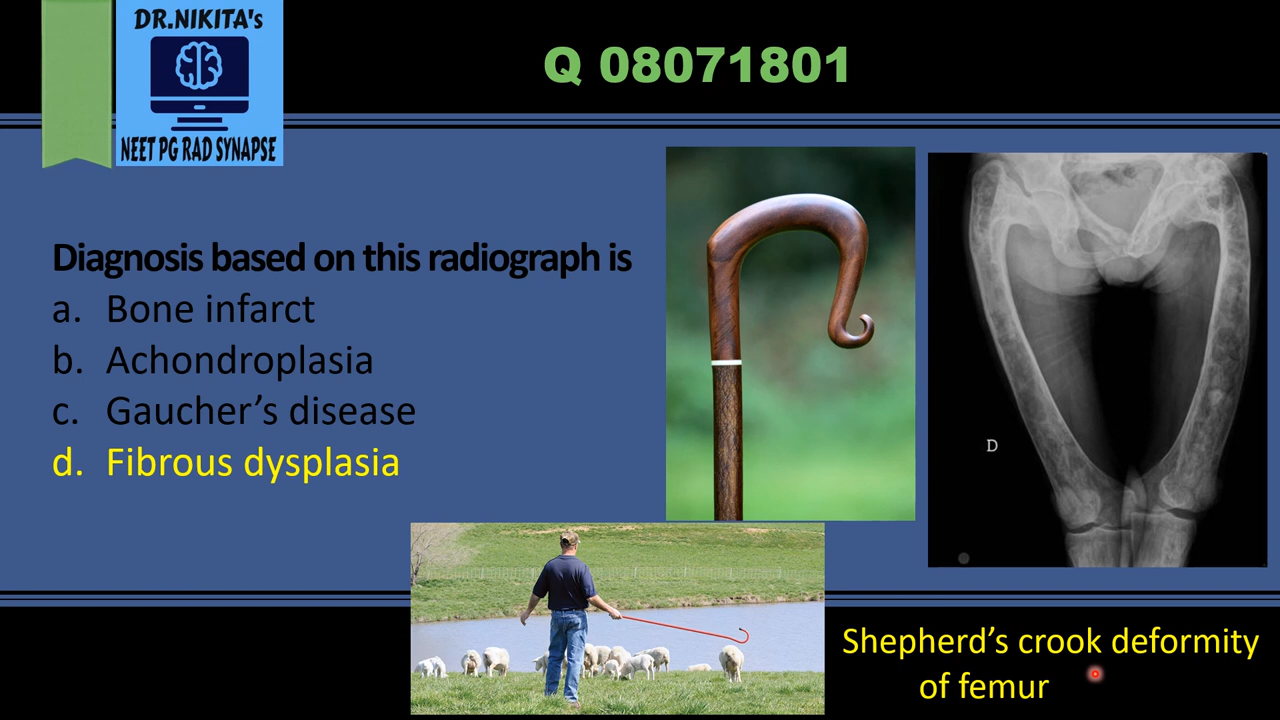 DR.NIKITA's
NEET PG RAD SYNAPSE
Q 08071801
Diagnosis based on this radiograph is
a. Bone infarct
b. Achondroplasia
c. Gaucher’s disease
d. Fibrous dysplasia
D
Shepherd’s crook deformity
of femur